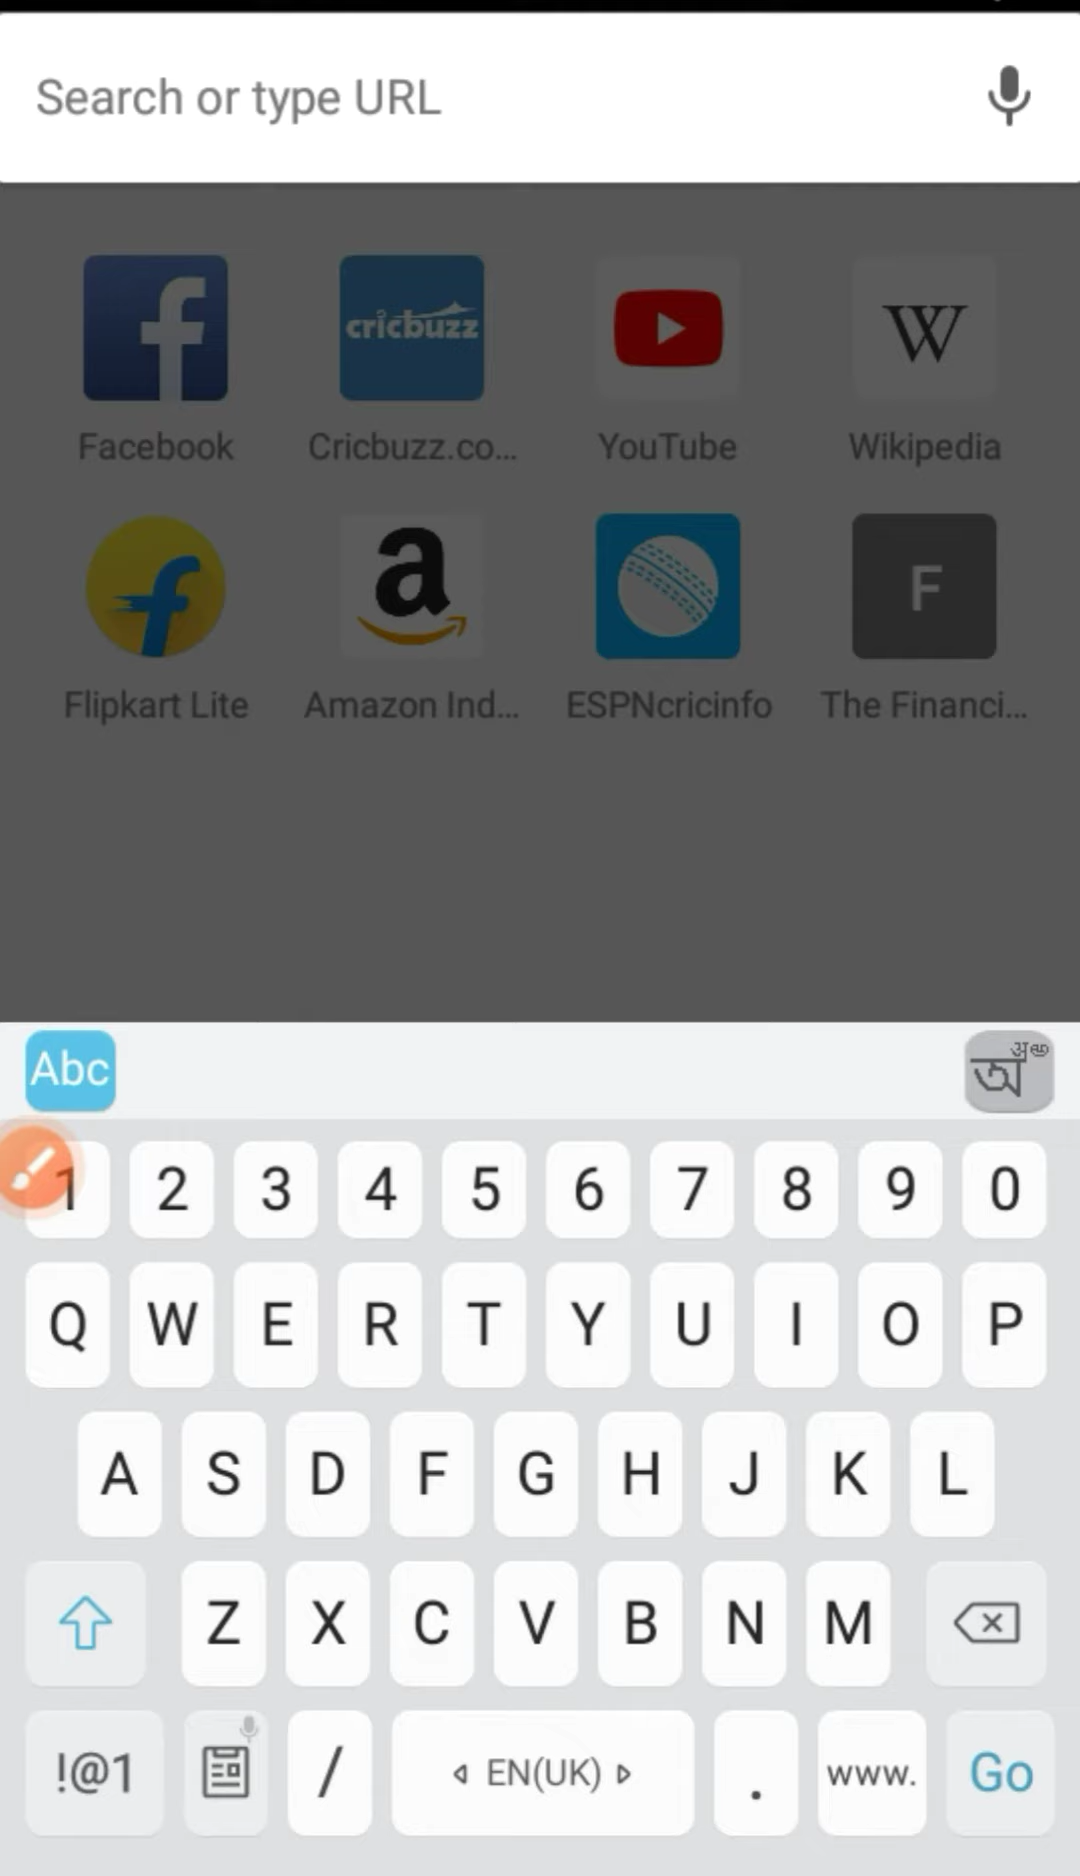 Search or type URL
cricbuzz
W
Facebook Cricbuzz.co... YouTube Wikipedia
f a F
Flipkart Lite Amazon Ind... ESPNcricinfo The Financi...
Abc অ अ
1 2 3 4 5 6 7 8 9 0
Q W E R T Y U I O P
A S D F G H J K L
Z X C V B N M
!@1 / EN(UK) . www. Go